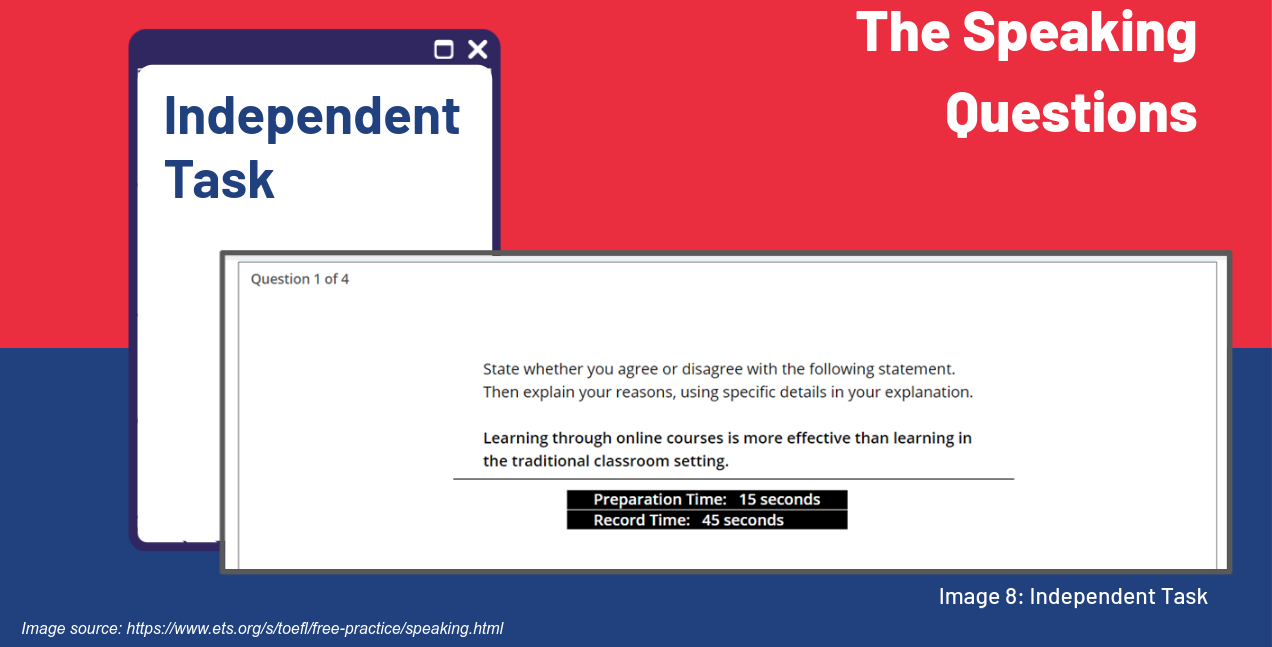 The Speaking
Questions
Independent
Task
Question 1 of 4
State whether you agree or disagree with the following statement.
Then explain your reasons, using specific details in your explanation.
Learning through online courses is more effective than learning in
the traditional classroom setting.
Preparation Time: 15 seconds
Record Time: 45 seconds
Image 8: Independent Task
Image source: https://www.ets.org/s/toefl/free-practice/speaking.html